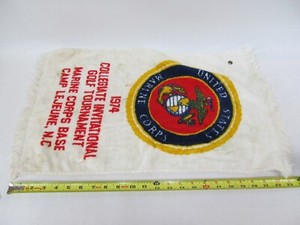 UNITED STATES
MARINE CORPS
1974
COLLEGIATE INVITATIONAL
GOLF TOURNAMENT
MARINE CORPS BASE
CAMP LEJEUNE, N.C